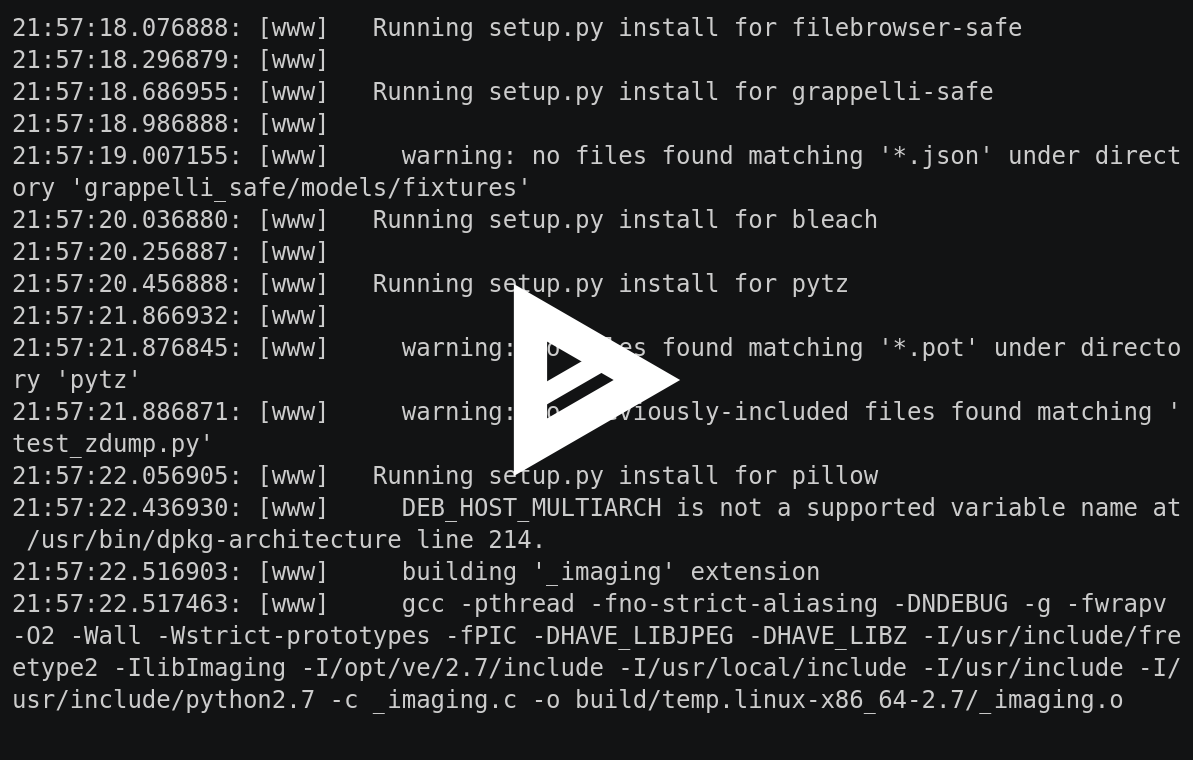 21:57:18.076888: [www]   Running setup.py install for filebrowser-safe
21:57:18.296879: [www]
21:57:18.686955: [www]   Running setup.py install for grappelli-safe
21:57:18.986888: [www]
21:57:19.007155: [www]     warning: no files found matching '*.json' under direct
ory 'grappelli_safe/models/fixtures'
21:57:20.036880: [www]   Running setup.py install for bleach
21:57:20.256887: [www]
21:57:20.456888: [www]   Running setup.py install for pytz
21:57:21.866932: [www]
21:57:21.876845: [www]     warning: found matching '*.pot' under directo
ry 'pytz'
21:57:21.886871: [www]     warning: files found matching '
test_zdump.py'
21:57:22.056905: [www]   Running setup.py install for pillow
21:57:22.436930: [www]     DEB_HOST_MULTIARCH is not a supported variable name at
 /usr/bin/dpkg-architecture line 214.
21:57:22.516903: [www]     building '_imaging' extension
21:57:22.517463: [www]     gcc -pthread -fno-strict-aliasing -DNDEBUG -g -fwrapv
-O2 -Wall -Wstrict-prototypes -fPIC -DHAVE_LIBJPEG -DHAVE_LIBZ -I/usr/include/fre
etype2 -IlibImaging -I/opt/ve/2.7/include -I/usr/local/include -I/usr/include -I/
usr/include/python2.7 -c _imaging.c -o build/temp.linux-x86_64-2.7/_imaging.o